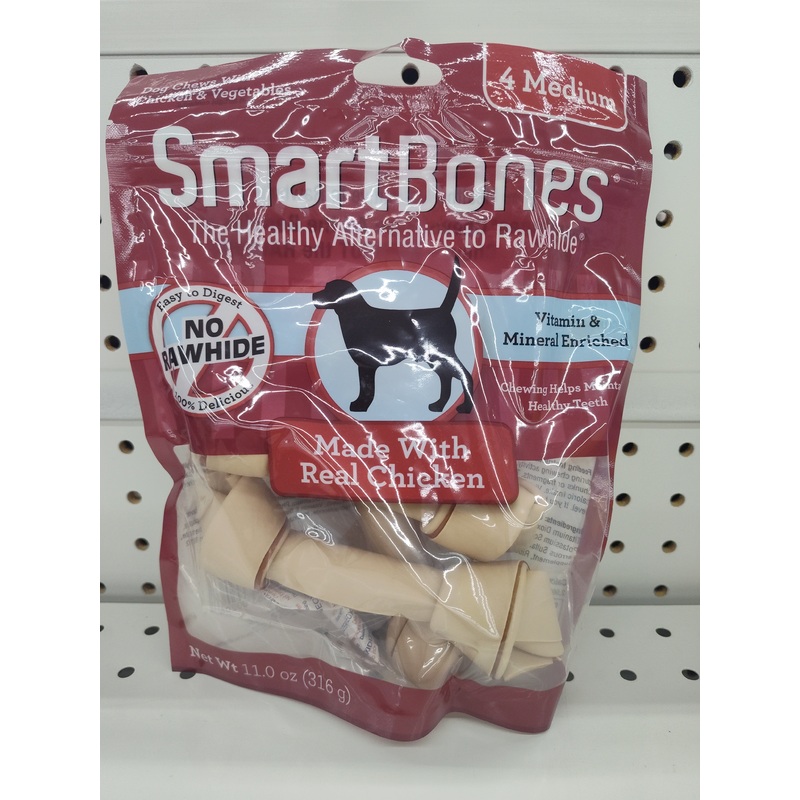 Dog Chews With
Chicken & Vegetables
4 Medium
SmartBones
The Healthy Alternative to Rawhide®
Easy to Digest
NO
RAWHIDE
100% Delicious
Vitamin &
Mineral Enriched
Chewing Helps Maintain
Healthy Teeth
Made With
Real Chicken
Net Wt 11.0 oz (316 g)